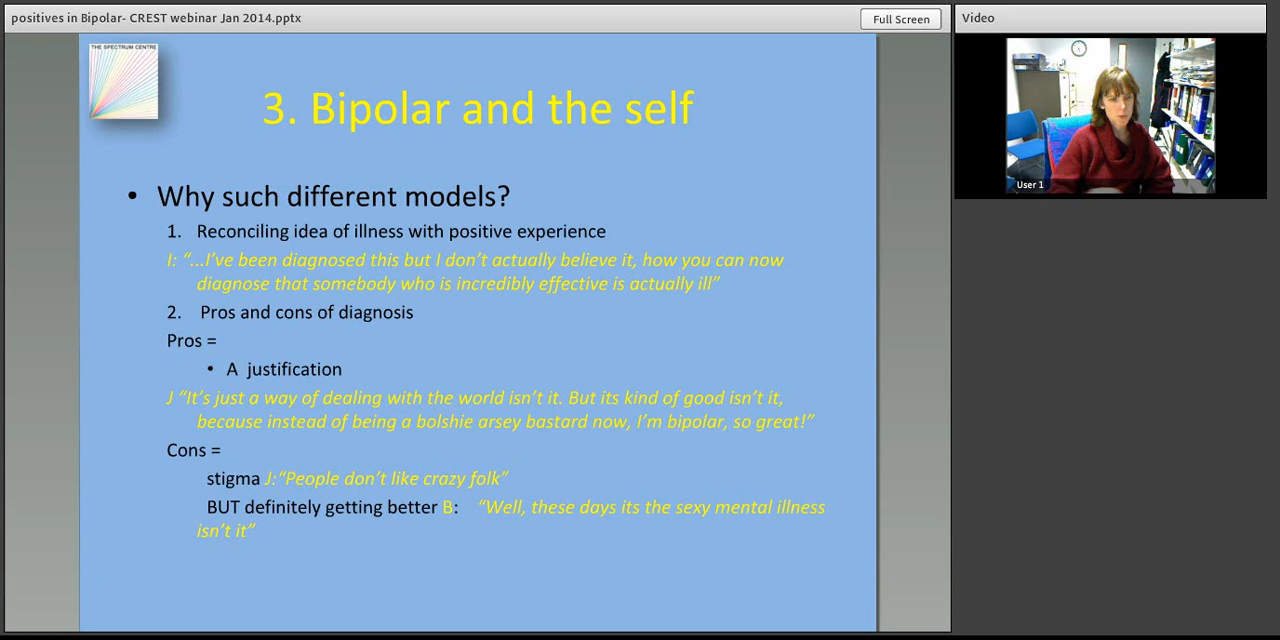 positives in Bipolar- CREST webinar Jan 2014.pptx
Full Screen
Video
THE SPECTRUM CENTRE
3. Bipolar and the self
• Why such different models?
1. Reconciling idea of illness with positive experience
I: “...I’ve been diagnosed this but I don’t actually believe it, how you can now
diagnose that somebody who is incredibly effective is actually ill”
2. Pros and cons of diagnosis
Pros =
• A justification
J “It’s just a way of dealing with the world isn’t it. But its kind of good isn’t it,
because instead of being a bolshie arsey bastard now, I’m bipolar, so great!”
Cons =
stigma J:“People don’t like crazy folk”
BUT definitely getting better B: “Well, these days its the sexy mental illness
isn’t it”
User 1